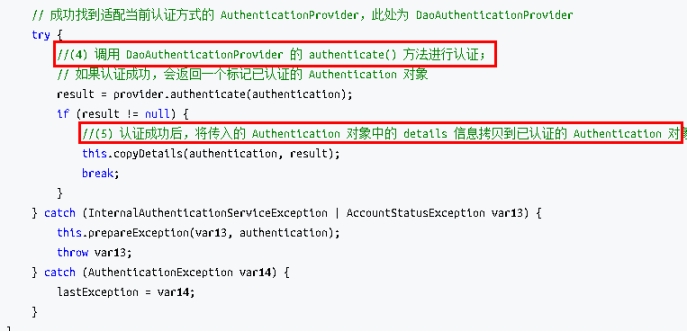 // 成功找到适配当前认证方式的 AuthenticationProvider，此处为 DaoAuthenticationProvider
try {
//(4) 调用 DaoAuthenticationProvider 的 authenticate() 方法进行认证；
// 如果认证成功，会返回一个标记已认证的 Authentication 对象
result = provider.authenticate(authentication);
if (result != null) {
//(5) 认证成功后，将传入的 Authentication 对象中的 details 信息拷贝到已认证的 Authentication 对象
this.copyDetails(authentication, result);
break;
}
} catch (InternalAuthenticationServiceException | AccountStatusException var13) {
this.prepareException(var13, authentication);
throw var13;
} catch (AuthenticationException var14) {
lastException = var14;
}